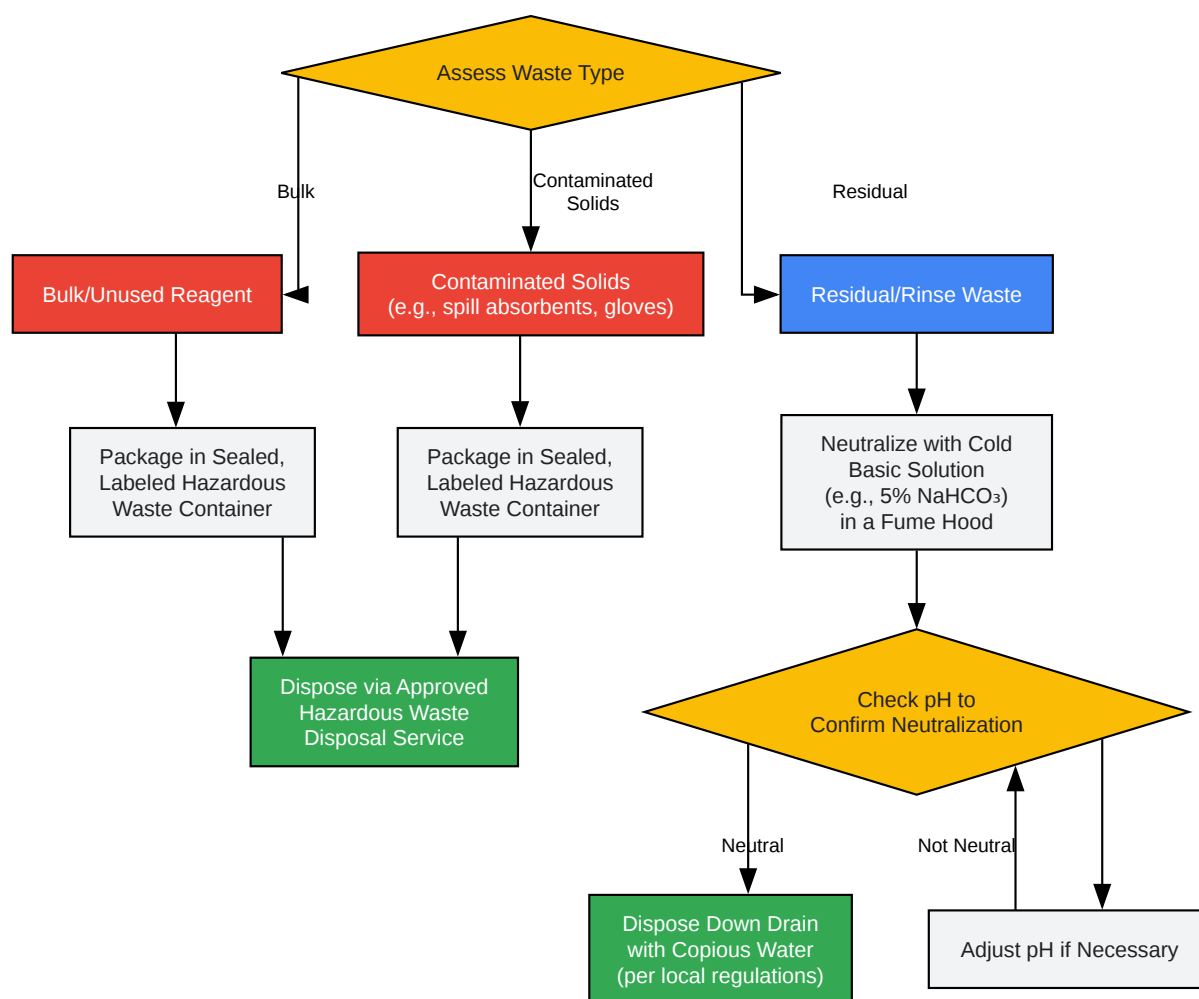 Assess Waste Type
Bulk
Contaminated
Solids
Residual
Bulk/Unused Reagent
Contaminated Solids
(e.g., spill absorbents, gloves)
Residual/Rinse Waste
Package in Sealed,
Labeled Hazardous
Waste Container
Package in Sealed,
Labeled Hazardous
Waste Container
Neutralize with Cold
Basic Solution
(e.g., 5% NaHCO₃)
in a Fume Hood
Dispose via Approved
Hazardous Waste
Disposal Service
Check pH to
Confirm Neutralization
Neutral
Not Neutral
Dispose Down Drain
with Copious Water
(per local regulations)
Adjust pH if Necessary